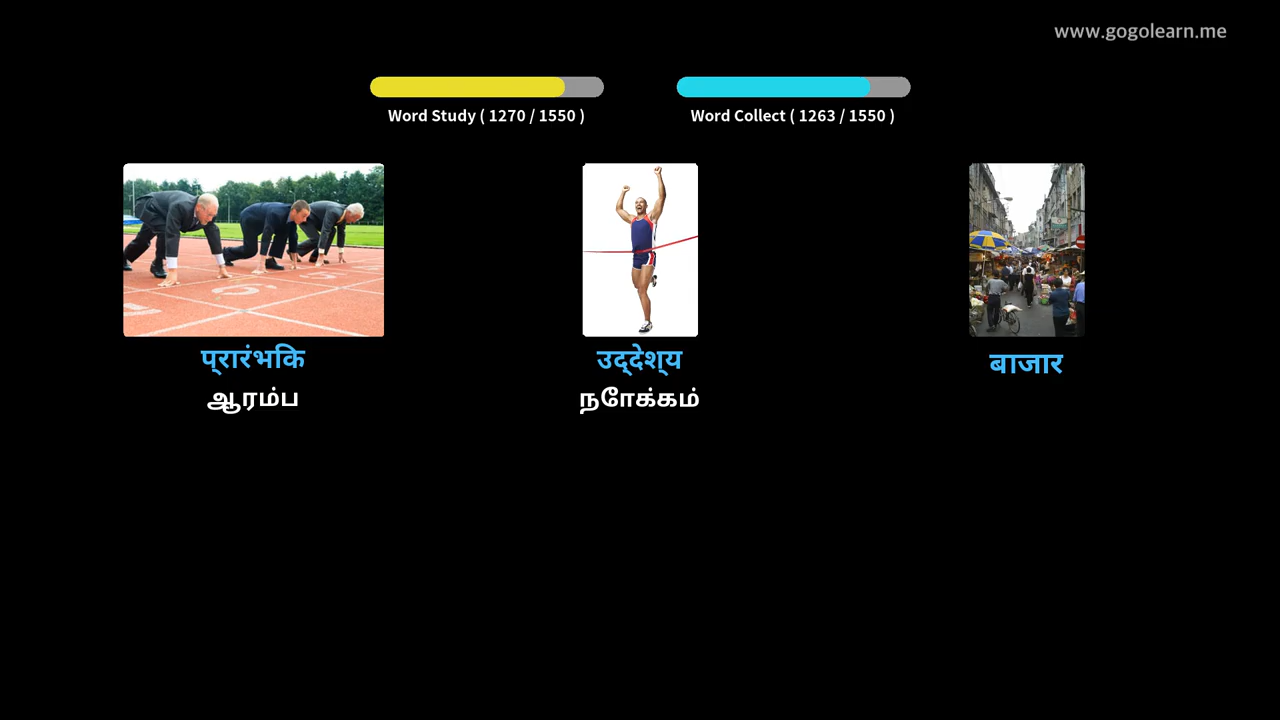 www.gogolearn.me
Word Study ( 1270 / 1550 )
Word Collect ( 1263 / 1550 )
प्रारंभकि
ஆரம்ப
उद्देश्य
நோக்கம்
बाजार